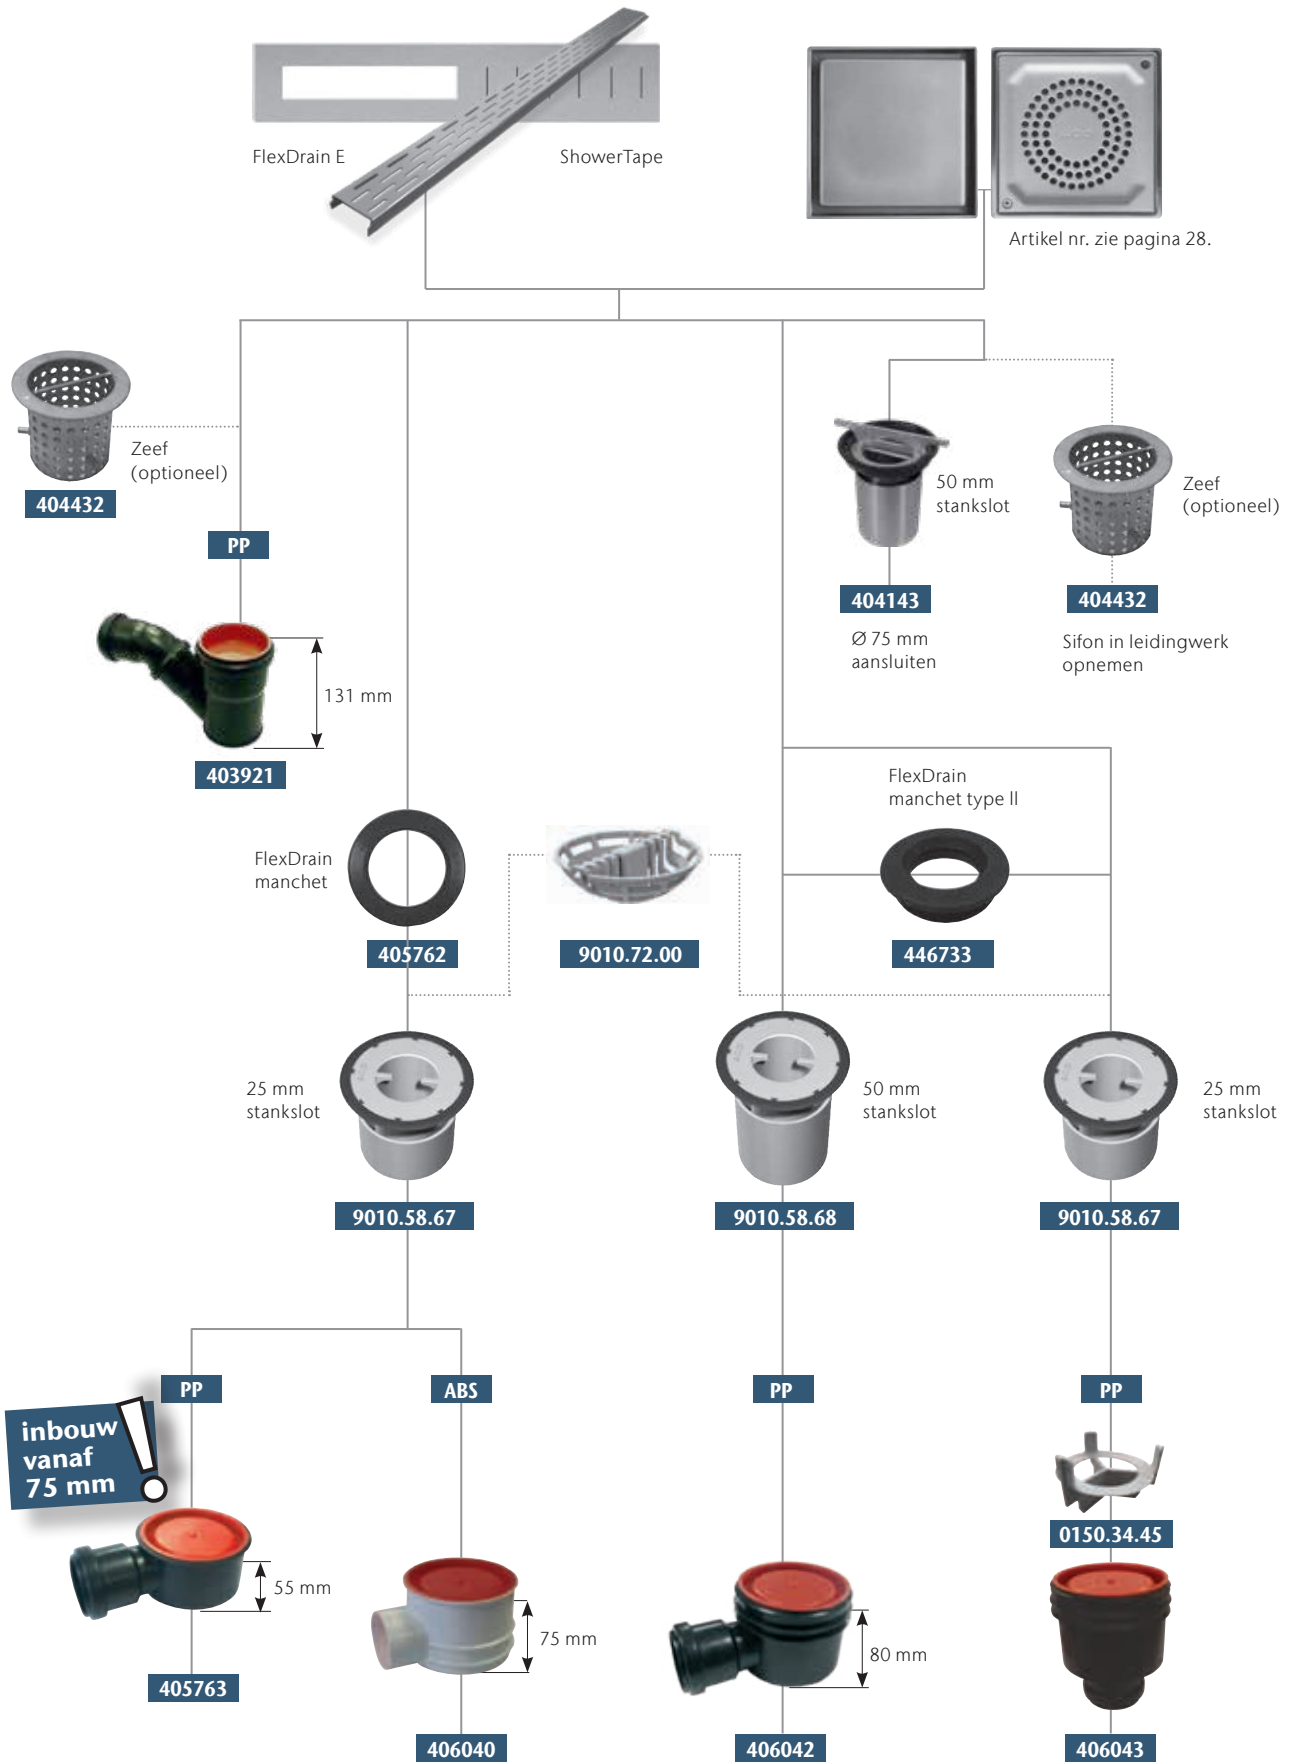 FlexDrain E
ShowerTape
Artikel nr. zie pagina 28.
Zeef
(optioneel)
404432
PP
131 mm
403921
50 mm
stankslot
404143
Ø 75 mm
aansluiten
Zeef
(optioneel)
404432
Sifon in leidingwerk
opnemen
FlexDrain
manchet
405762
9010.72.00
FlexDrain
manchet type ll
446733
25 mm
stankslot
9010.58.67
50 mm
stankslot
9010.58.68
25 mm
stankslot
9010.58.67
PP
ABS
PP
PP
inbouw
vanaf
75 mm
!
0150.34.45
55 mm
75 mm
80 mm
405763
406040
406042
406043